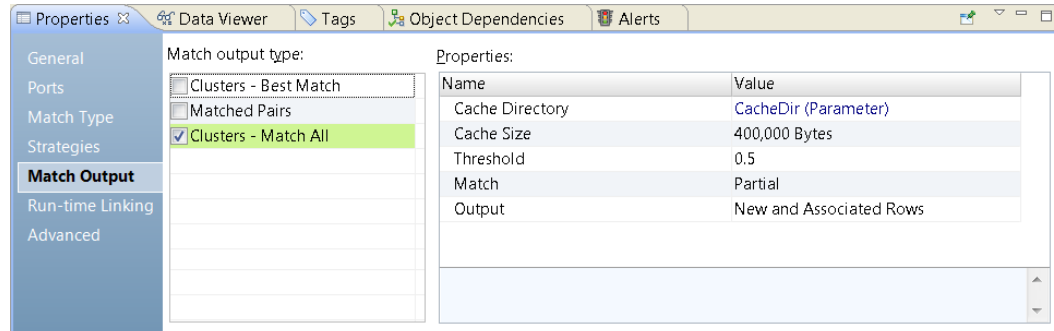 Properties Data Viewer Tags Object Dependencies Alerts
General
Ports
Match Type
Strategies
Match Output
Run-time Linking
Advanced
Match output type:
Clusters - Best Match
Matched Pairs
Clusters - Match All
Properties:
Name Value
Cache Directory CacheDir (Parameter)
Cache Size 400,000 Bytes
Threshold 0.5
Match Partial
Output New and Associated Rows